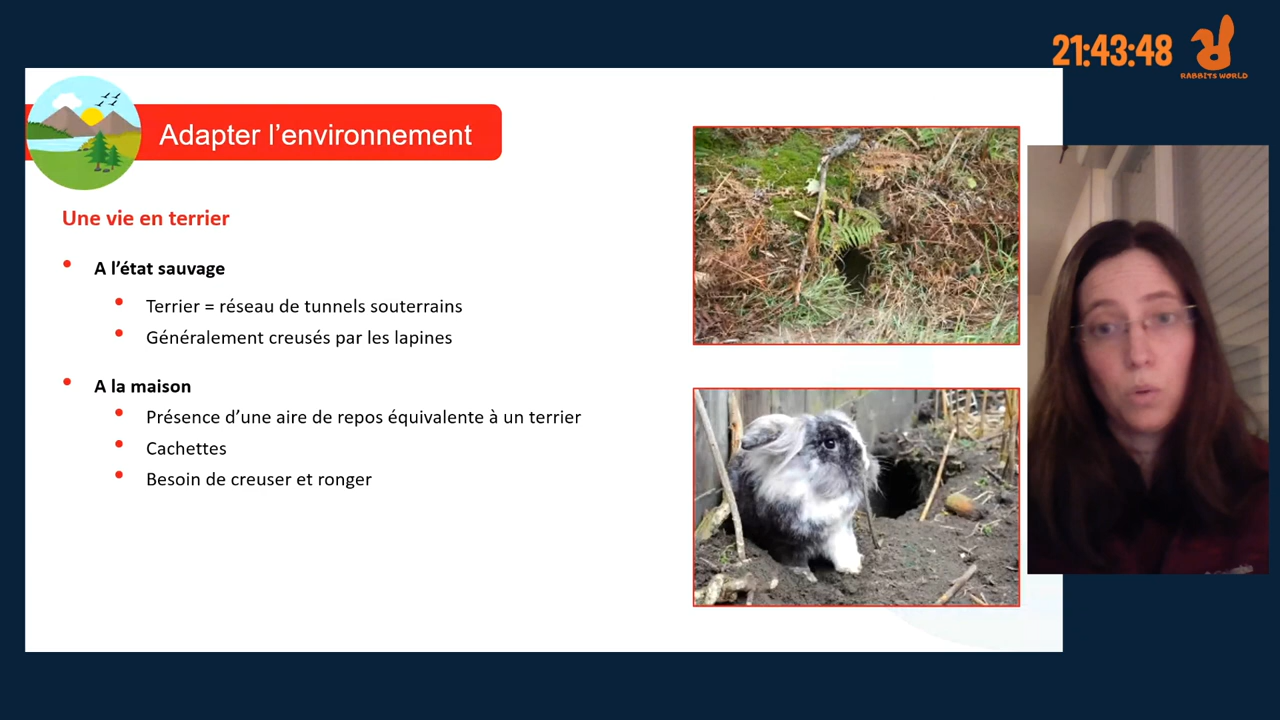 21:43:48
RABBITS WORLD
Adapter l’environnement
Une vie en terrier
A l’état sauvage
Terrier = réseau de tunnels souterrains
Généralement creusés par les lapines
A la maison
Présence d’une aire de repos équivalente à un terrier
Cachettes
Besoin de creuser et ronger